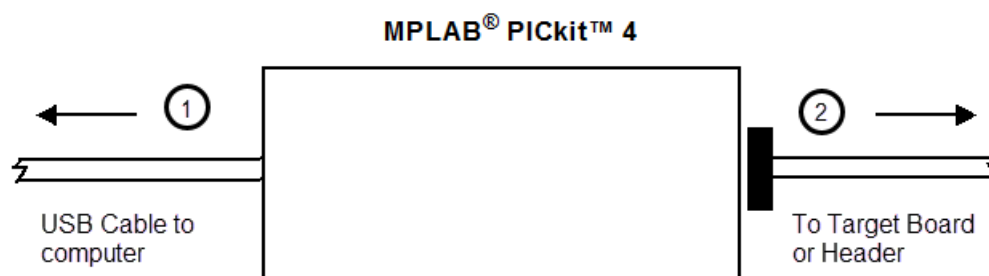 MPLAB® PICkit™ 4
1
2
USB Cable to
computer
To Target Board
or Header